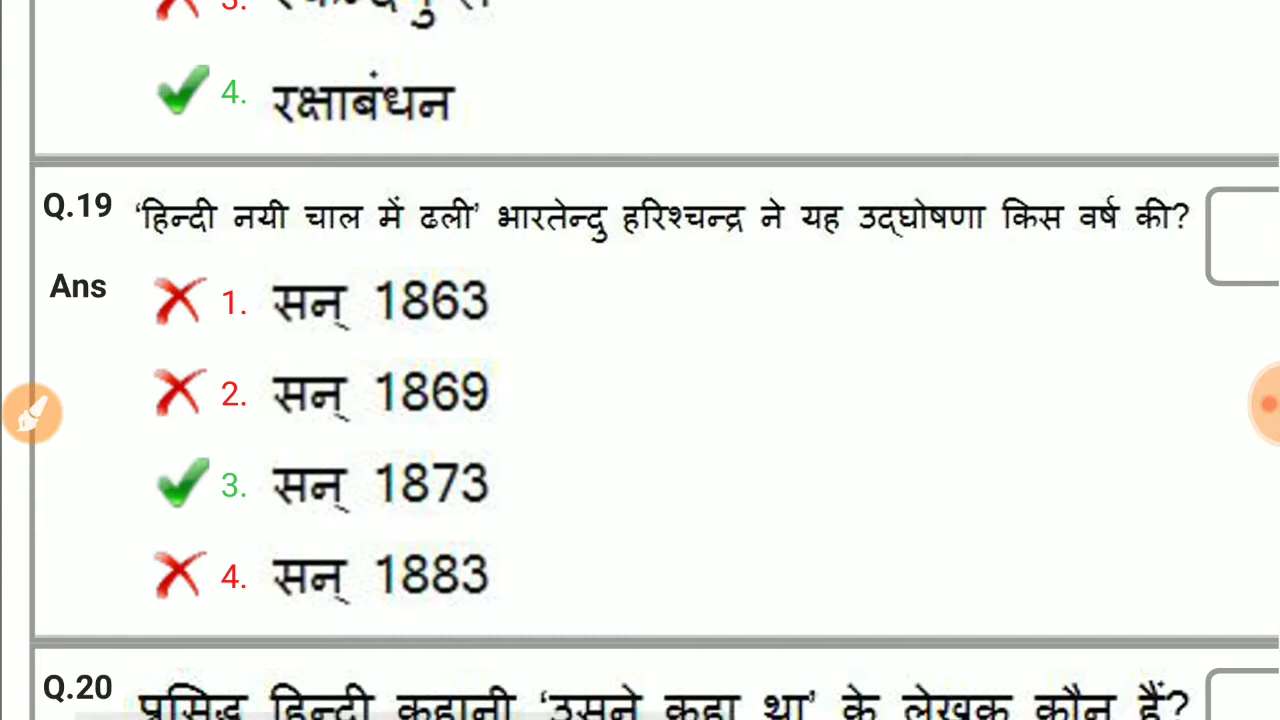 3.
4. रक्षाबंधन
Q.19 ‘हिन्दी नयी चाल में ढली’ भारतेन्दु हरिश्चन्द्र ने यह उद्घोषणा किस वर्ष की?
Ans 1. सन् 1863
2. सन् 1869
3. सन् 1873
4. सन् 1883
Q.20 प्रसिद्ध हिन्दी कहानी ‘उसने कहा था’ के लेखक कौन हैं?